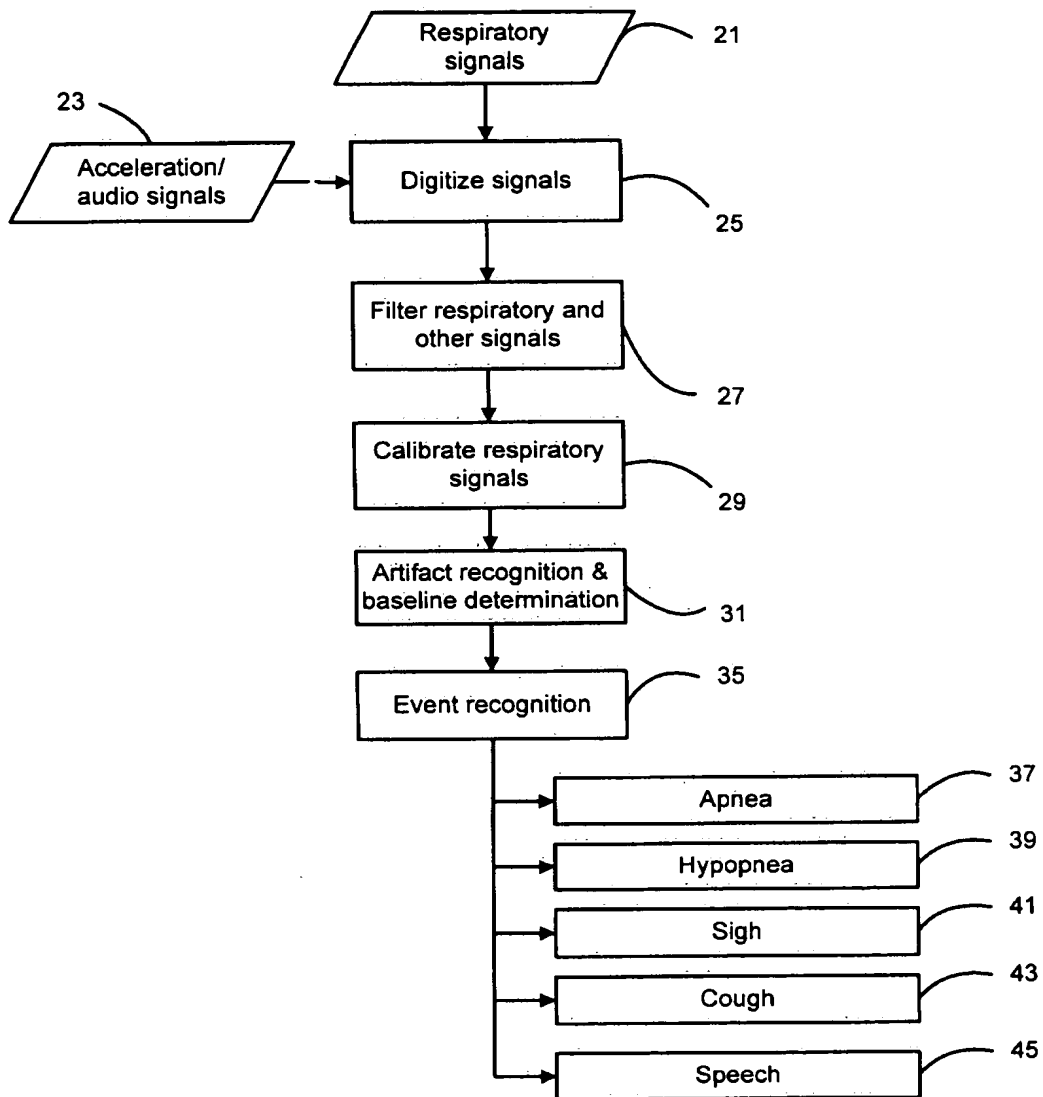 Respiratory
signals
21
23
Acceleration/
audio signals
Digitize signals
25
Filter respiratory and
other signals
27
Calibrate respiratory
signals
29
Artifact recognition &
baseline determination
31
Event recognition
35
Apnea
37
Hypopnea
39
Sigh
41
Cough
43
Speech
45